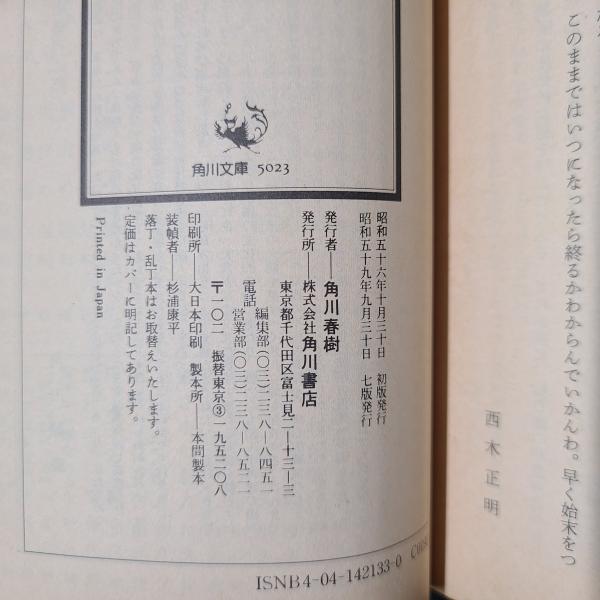 このままではいつになったら終るかわからんでいかんわ。早く始末をつ
西木正明
角川文庫 5023
昭和五十六年十月三十日 初版発行
昭和五十九年九月三十日 七版発行
発行者──角川春樹
発行所──株式会社角川書店
東京都千代田区富士見二―十三―三
電話 編集部(〇三)二三八―八四五一
営業部(〇三)二三八―八五二一
〒一〇二 振替東京③一九五二〇八
印刷所──大日本印刷 製本所──本間製本
装幀者──杉浦康平
落丁・乱丁本はお取替えいたします。
定価はカバーに明記してあります。
Printed in Japan
ISNB4-04-142133-0